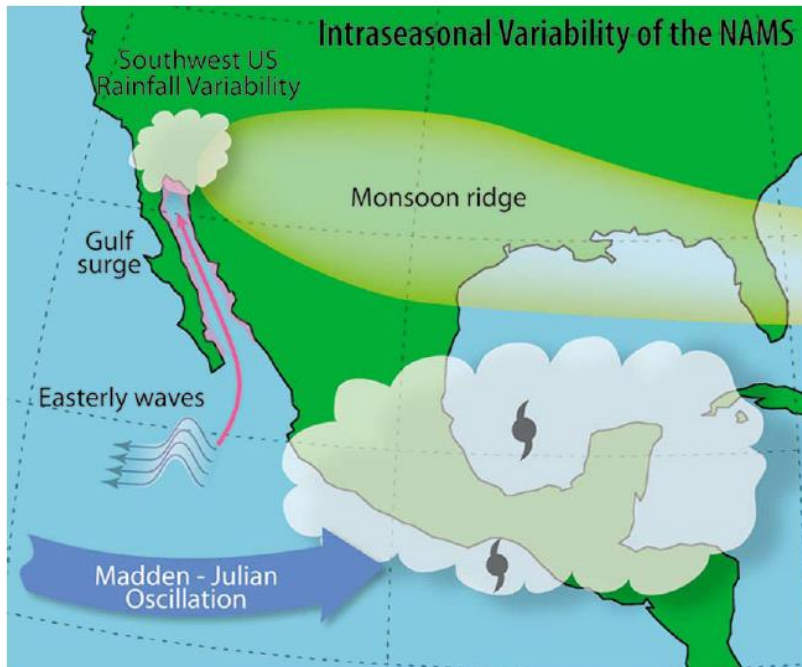 Intraseasonal Variability of the NAMS
Southwest US
Rainfall Variability
Monsoon ridge
Gulf
surge
Easterly waves
Madden - Julian
Oscillation